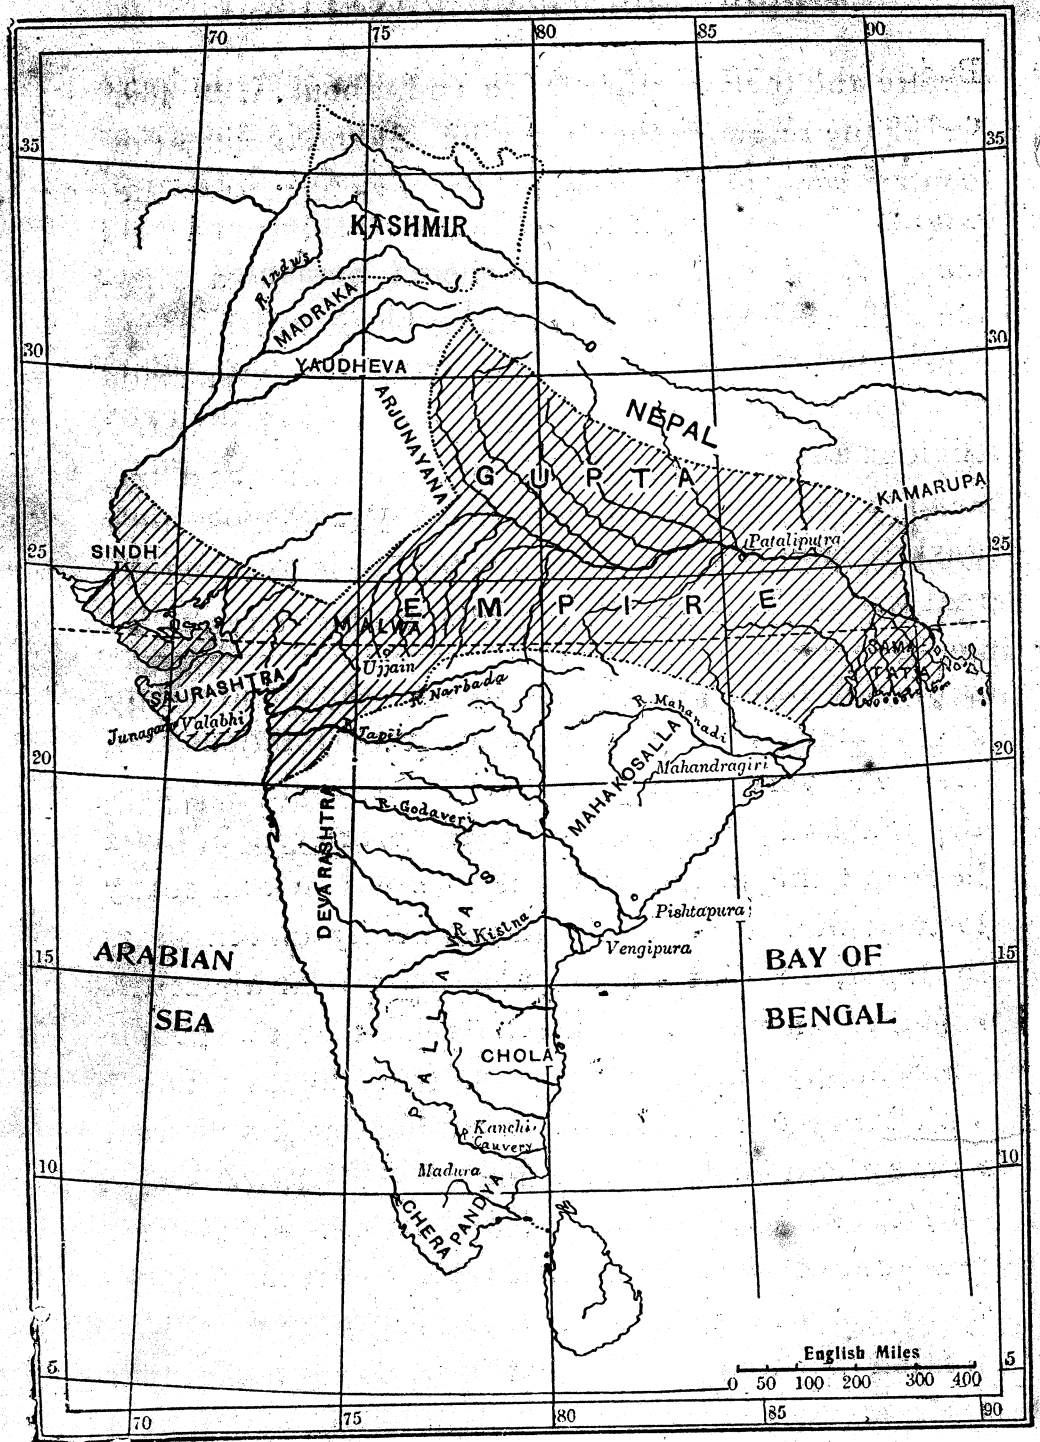 70 75 80 85 90
35 35
KASHMIR
R. Indus
MADRAKA
30 30
YAUDHEVA
ARJUNAYANA
NEPAL
GUPTA
KAMARUPA
Pataliputra
25 25
SINDH
EMPIRE
MALWA
SAMA
TATA
Ujjain
SAURASHTRA
R. Narbada
Junagar Valabhi
R. Tapti
R. Mahanadi
20 20
Mahandragiri
MAHAKOSALLA
DEVARASHTRA
R. Godaveri
PALLAVAS
R. Kistna
Pishtapura
Vengipura
ARABIAN
SEA
15 15
BAY OF
BENGAL
CHOLA
Kanchi
R. Cauvery
Madura
10 10
CHERA
PANDYA
English Miles
0 50 100 200 300 400
5 5
70 75 80 85 90